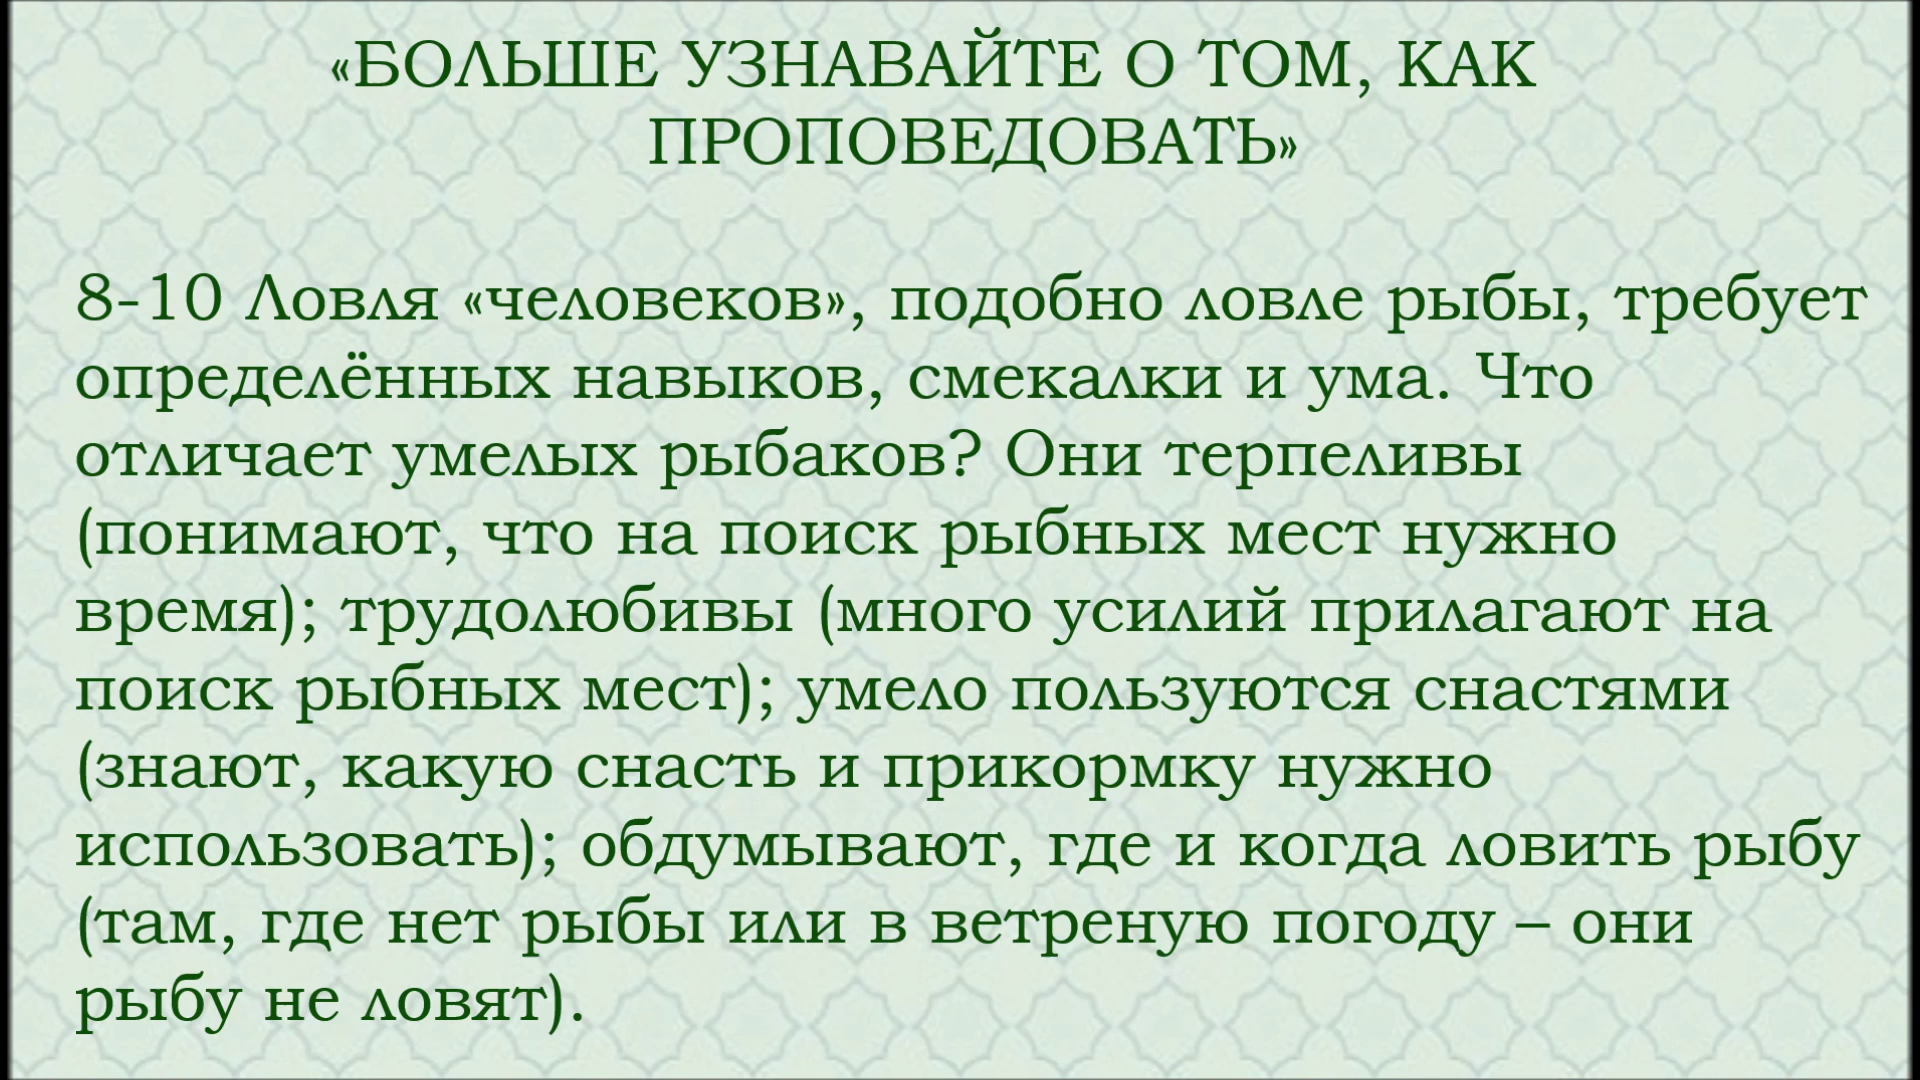 «БОЛЬШЕ УЗНАВАЙТЕ О ТОМ, КАК
ПРОПОВЕДОВАТЬ»
8-10 Ловля «человеков», подобно ловле рыбы, требует
определённых навыков, смекалки и ума. Что
отличает умелых рыбаков? Они терпеливы
(понимают, что на поиск рыбных мест нужно
время); трудолюбивы (много усилий прилагают на
поиск рыбных мест); умело пользуются снастями
(знают, какую снасть и прикормку нужно
использовать); обдумывают, где и когда ловить рыбу
(там, где нет рыбы или в ветреную погоду – они
рыбу не ловят).